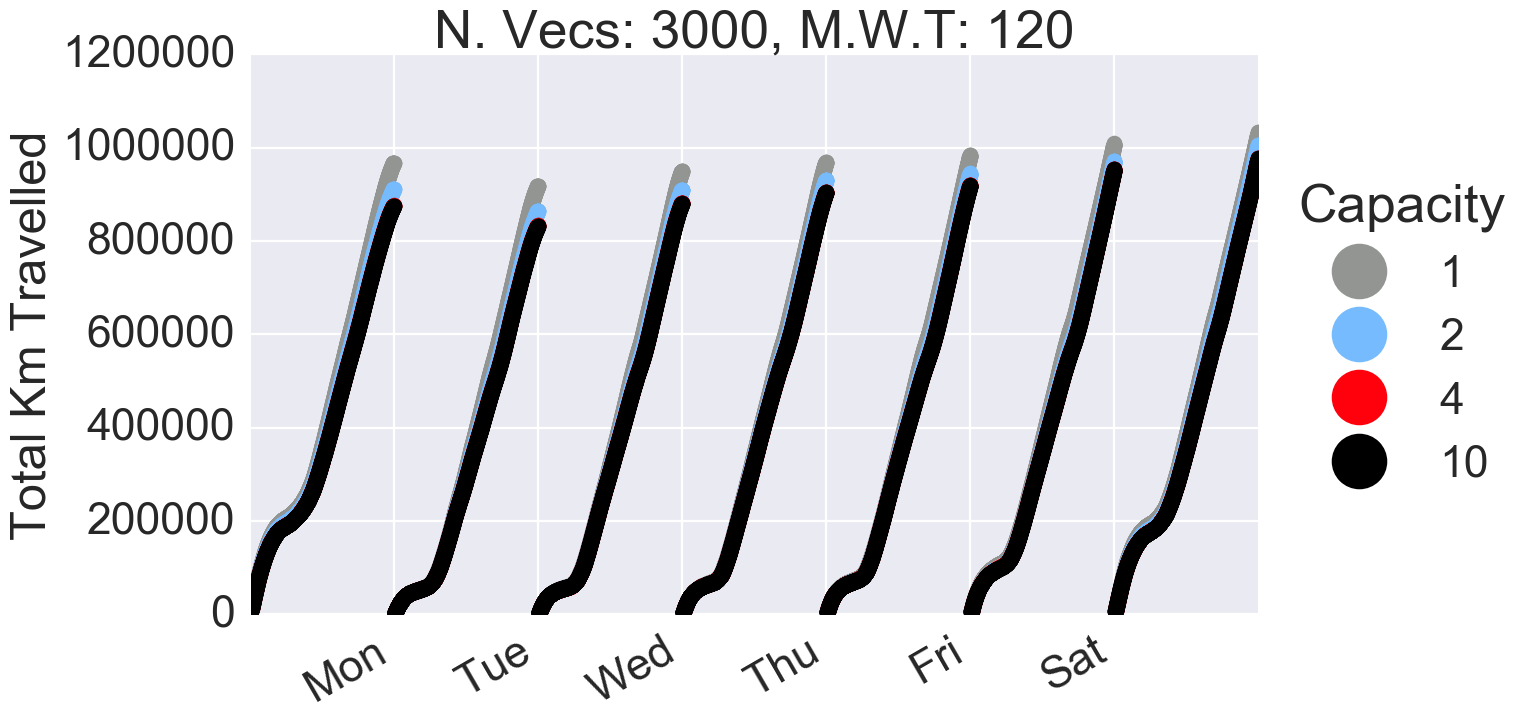 N. Vecs: 3000, M.W.T: 120
Total Km Travelled
1200000
1000000
800000
600000
400000
200000
0
Mon
Tue
Wed
Thu
Fri
Sat
Capacity
1
2
4
10